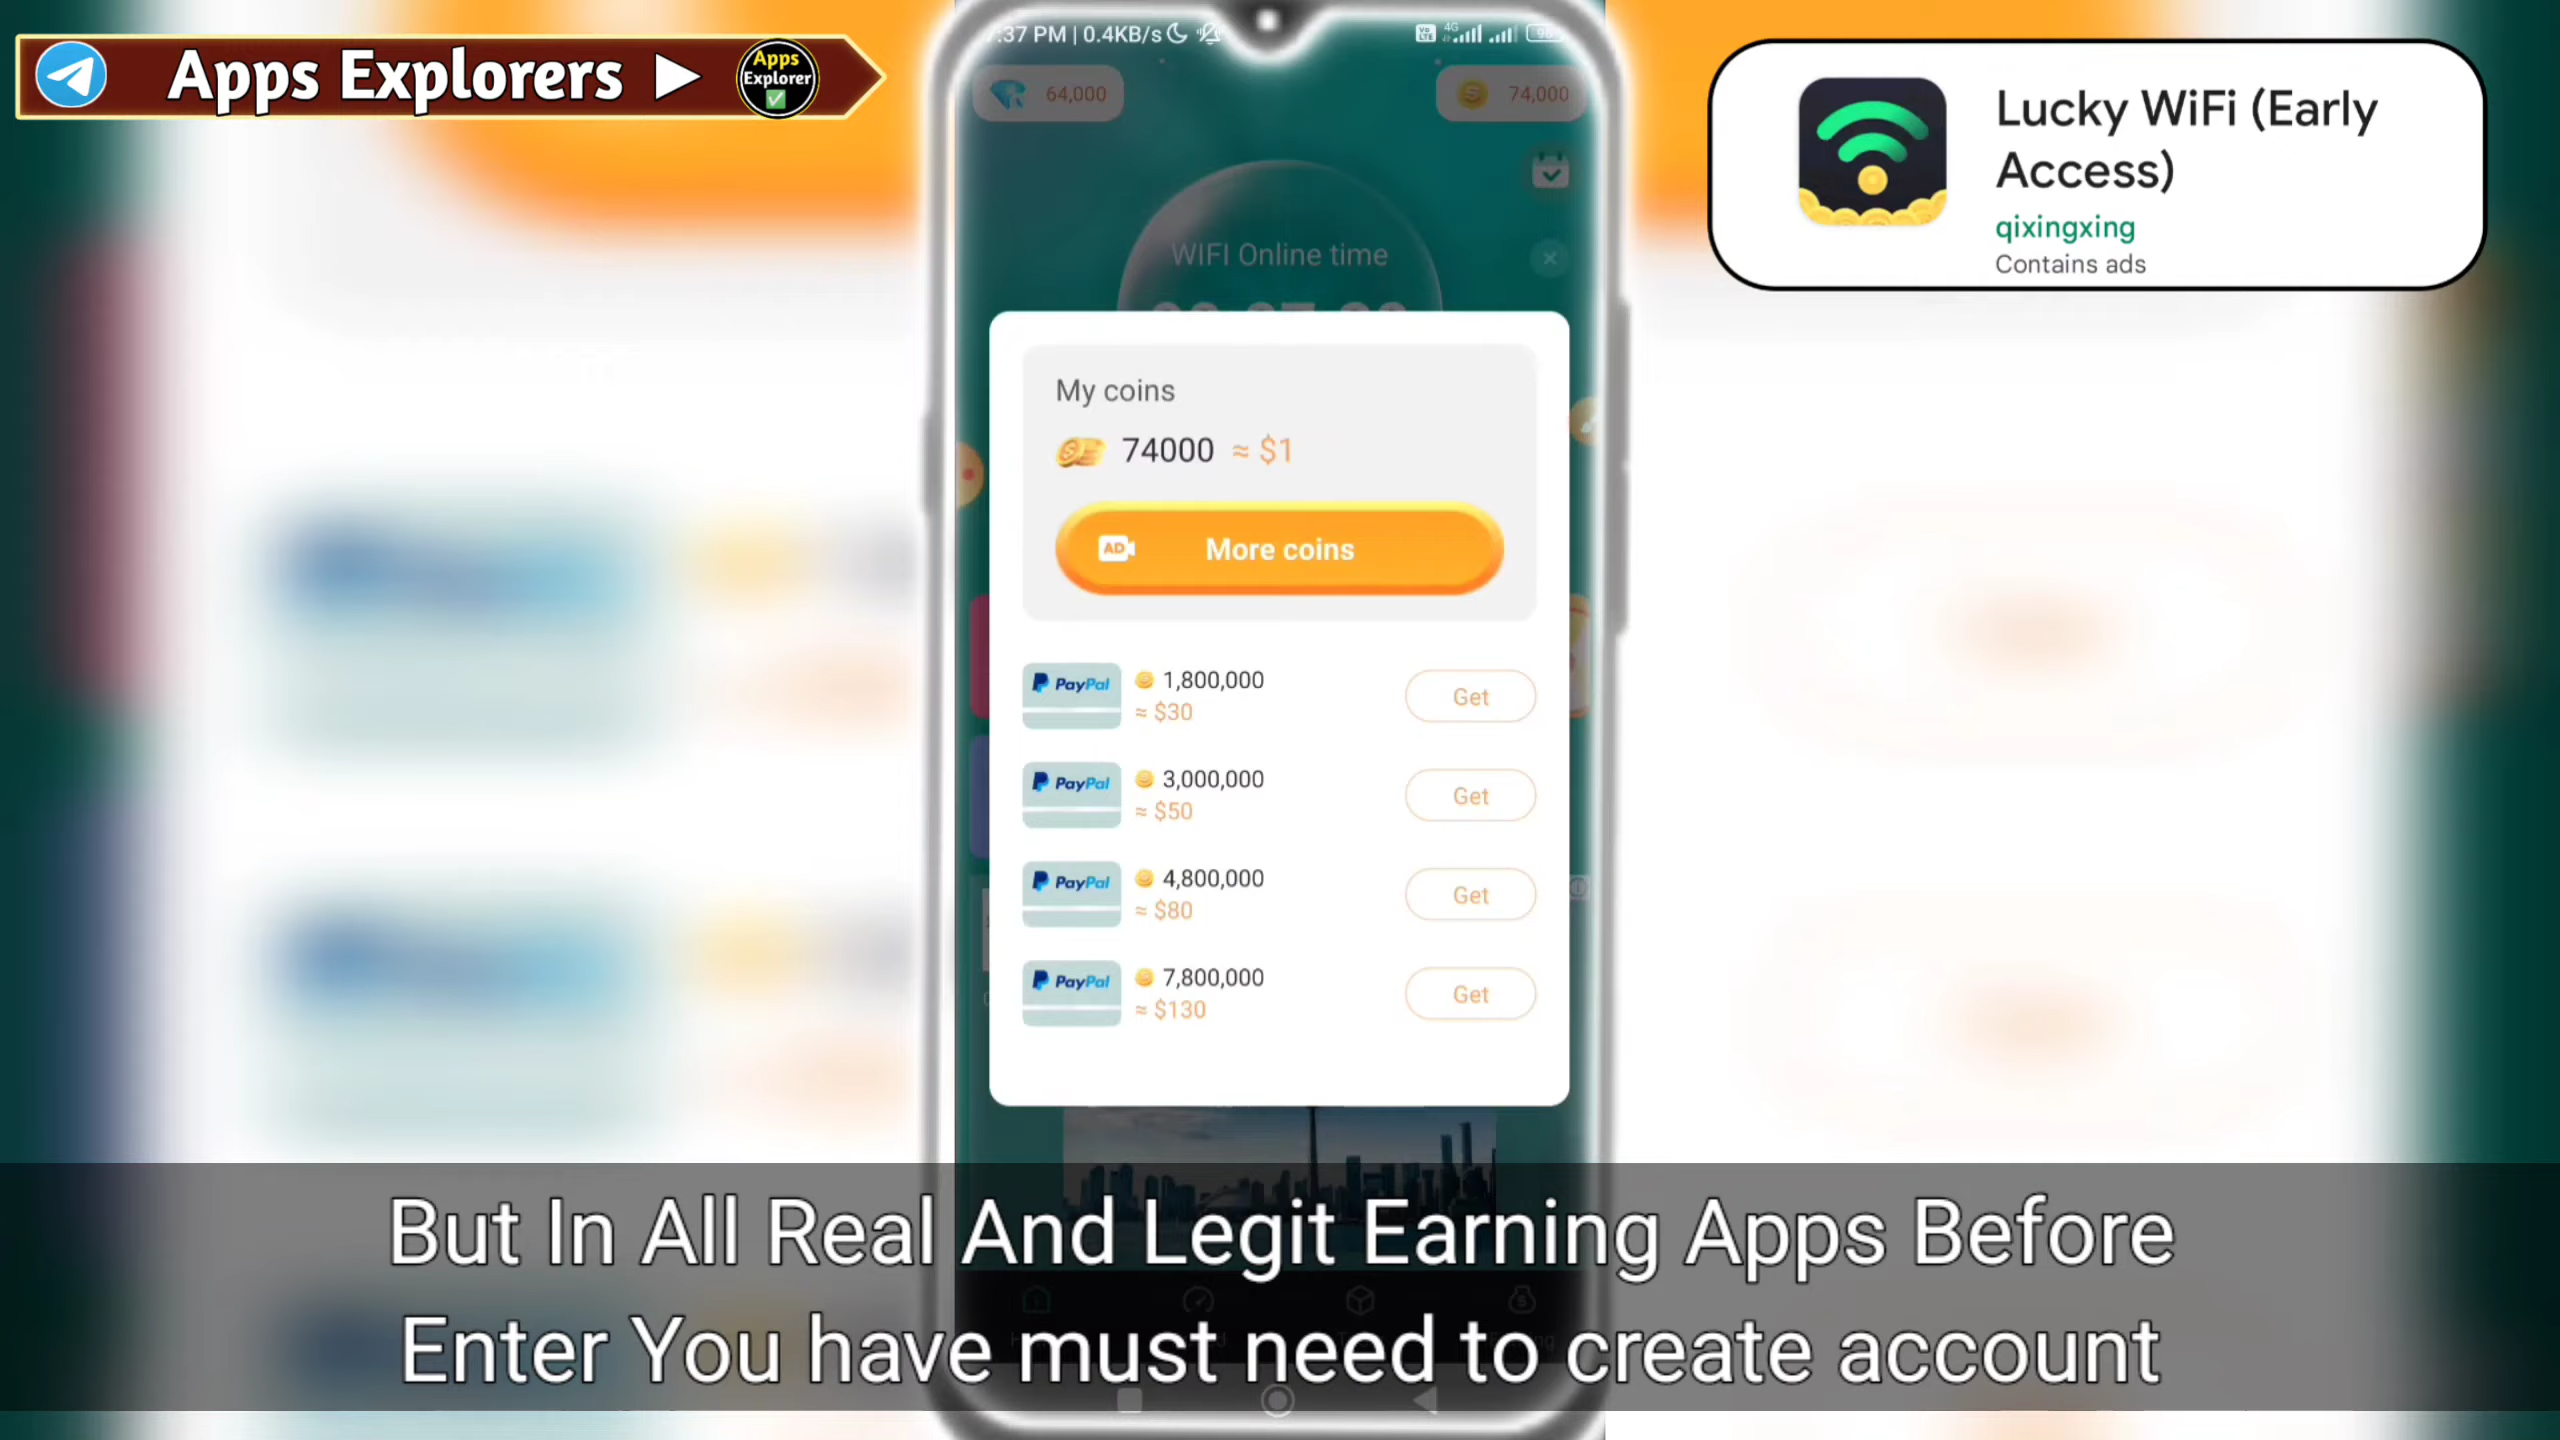 Apps Explorers
Apps
Explorer
:37 PM | 0.4KB/s
4G
64,000
74,000
Lucky WiFi (Early
Access)
qixingxing
Contains ads
WIFI Online time
My coins
74000 ≈ $1
AD
More coins
PayPal
1,800,000
≈ $30
Get
PayPal
3,000,000
≈ $50
Get
PayPal
4,800,000
≈ $80
Get
PayPal
7,800,000
≈ $130
Get
But In All Real And Legit Earning Apps Before
Enter You have must need to create account